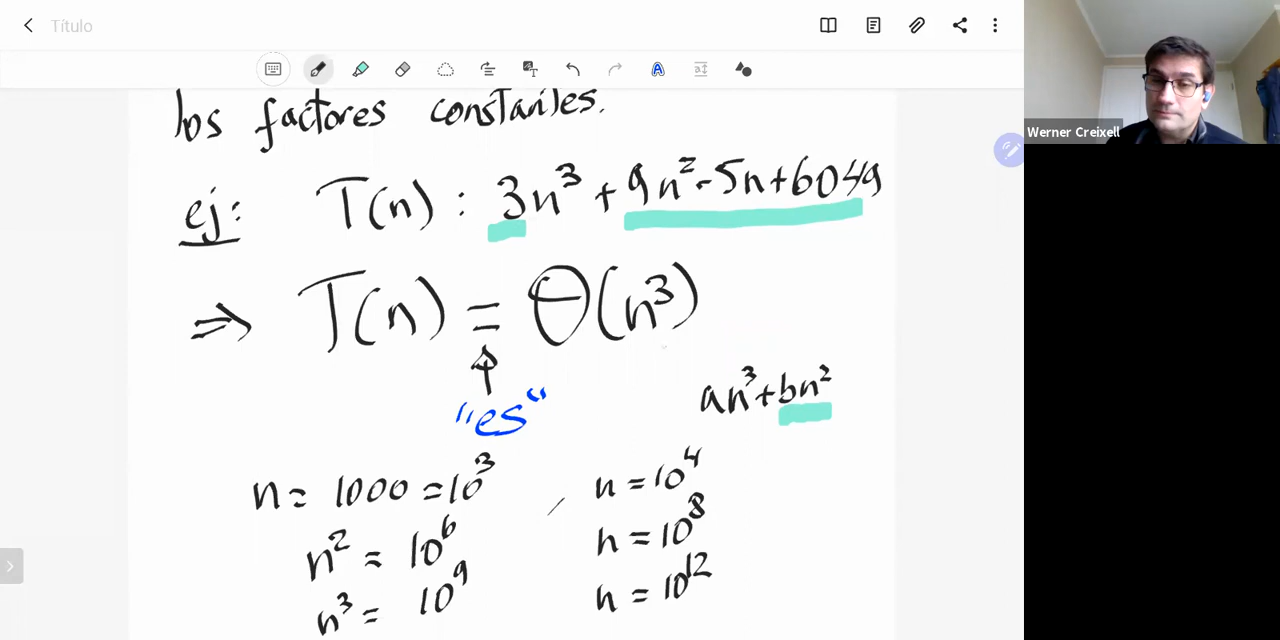 Título
los factores constantes.
ej: T(n) : 3n³ + 9n² - 5n + 6049
⇒ T(n) = Θ(n³)
↑
"es"
an³ + bn²
n = 1000 = 10³
n² = 10⁶
n³ = 10⁹
n = 10⁴
n = 10⁸
n = 10¹²
Werner Creixell